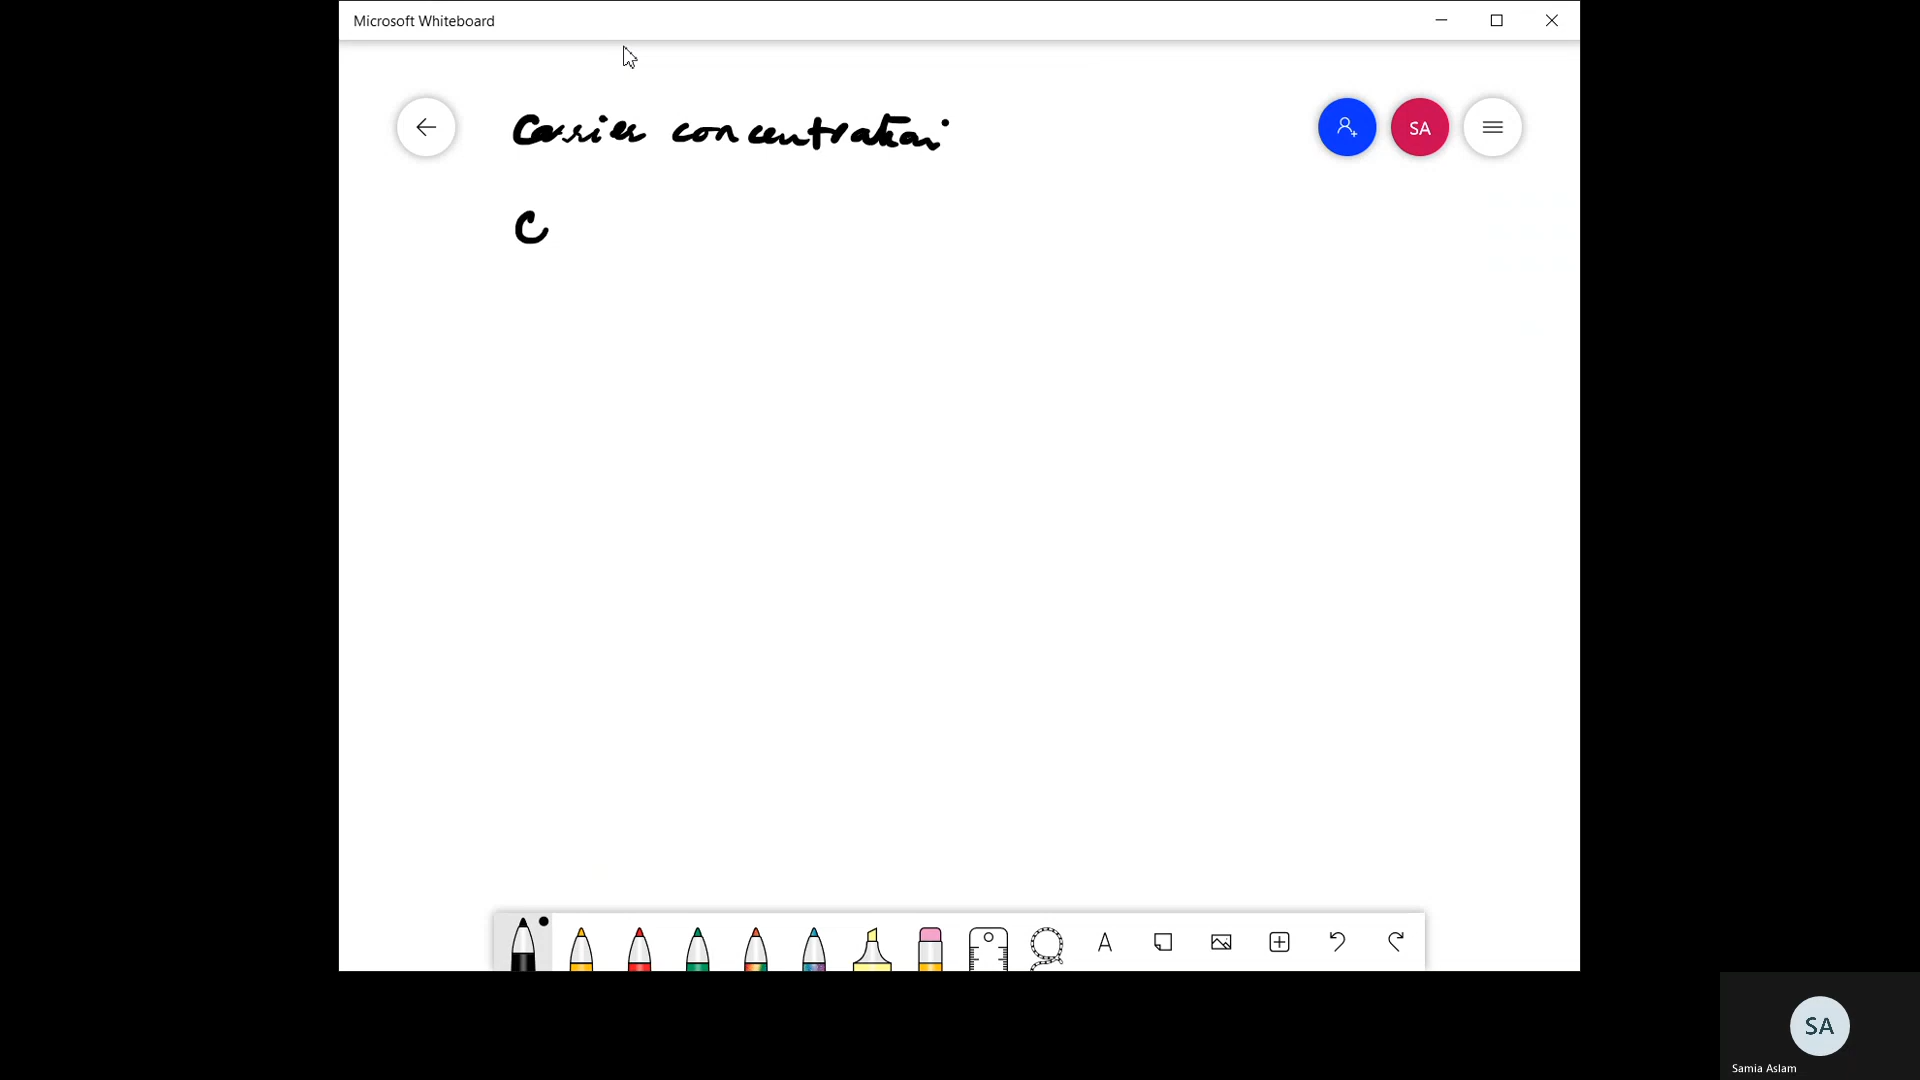 Microsoft Whiteboard
Carrier concentration:
SA
C
A
SA
Samia Aslam